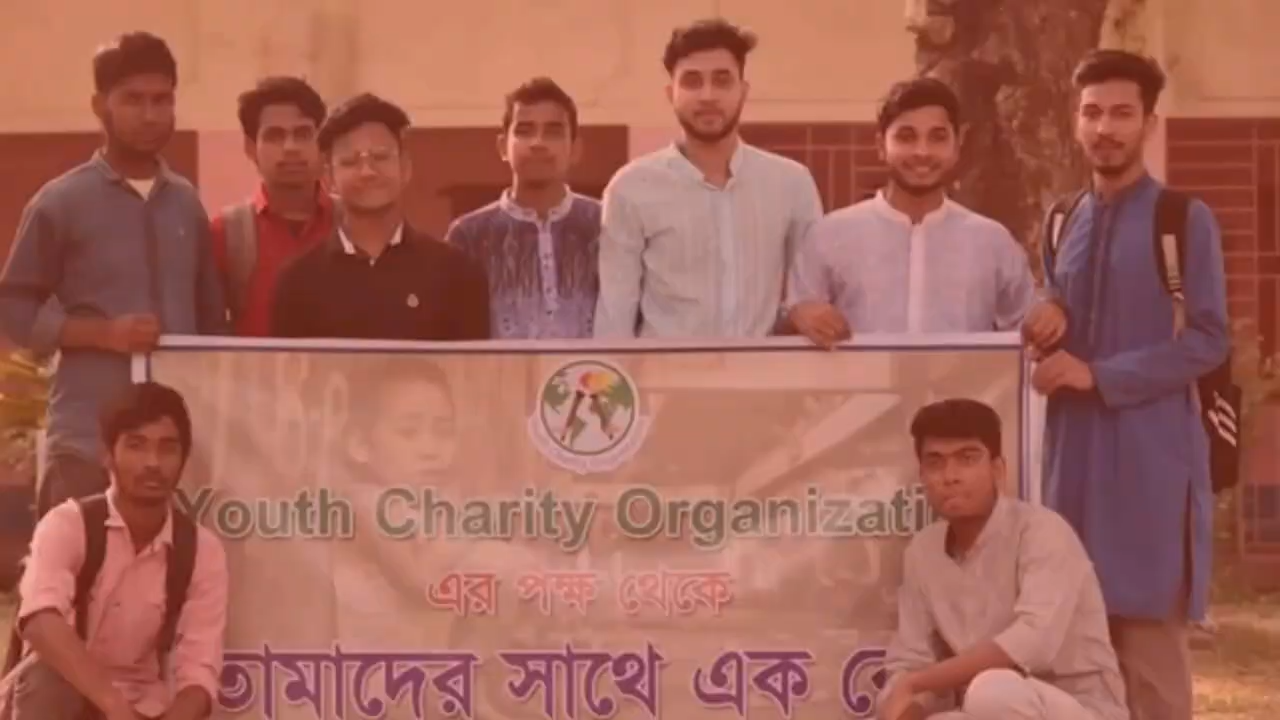 Youth Charity Organizati
এর পক্ষ থেকে
তামাদের সাথে এক